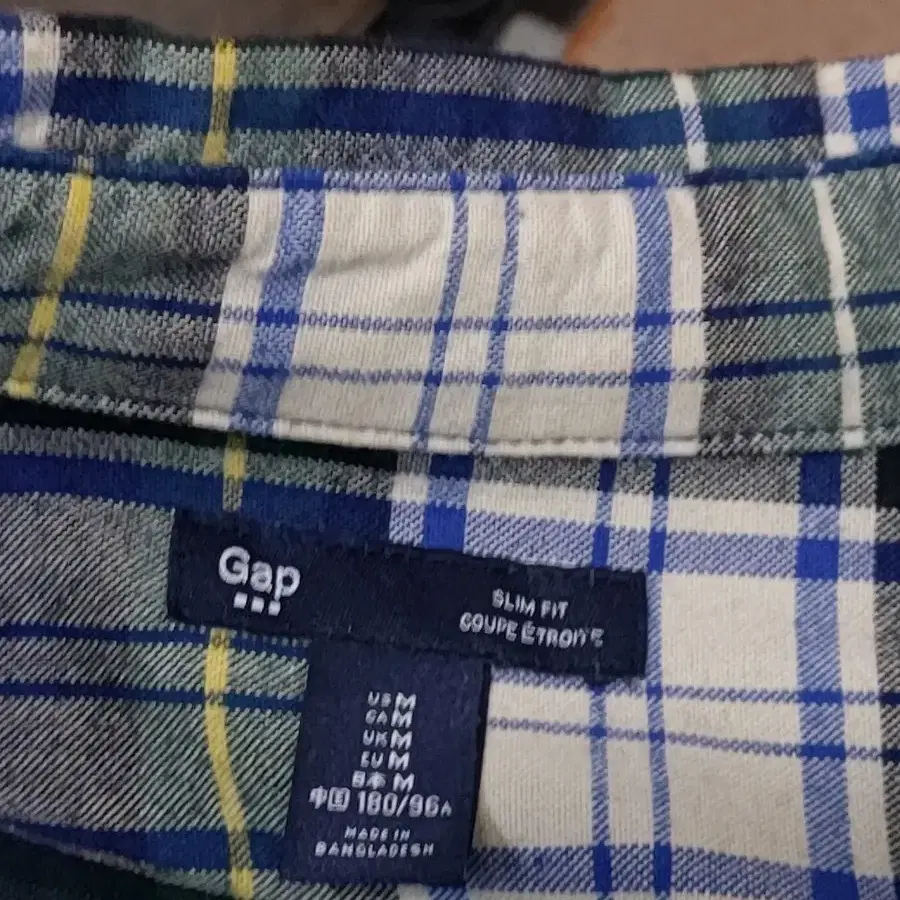 Gap
SLIM FIT
COUPE ÉTROITE
US M
CA M
UK M
EU M
日本 M
中国 180/96A
MADE IN
BANGLADESH